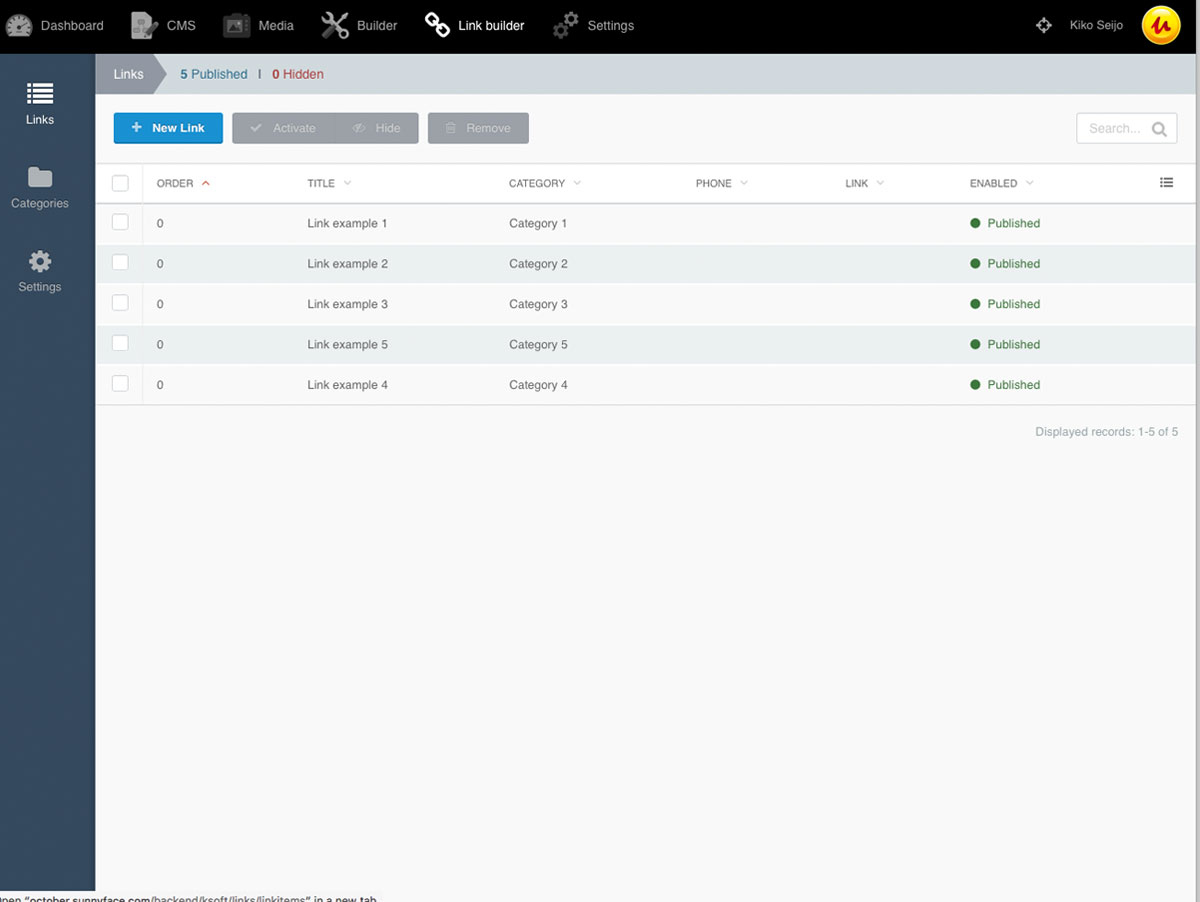 Dashboard CMS Media Builder Link builder Settings Kiko Seijo
Links 5 Published | 0 Hidden
Links
New Link Activate Hide Remove Search...
ORDER TITLE CATEGORY PHONE LINK ENABLED
0 Link example 1 Category 1 Published
Categories
0 Link example 2 Category 2 Published
0 Link example 3 Category 3 Published
Settings
0 Link example 5 Category 5 Published
0 Link example 4 Category 4 Published
Displayed records: 1-5 of 5
"october.sunnyface.com/backend/ksoft/links/linkitems" in a new tab